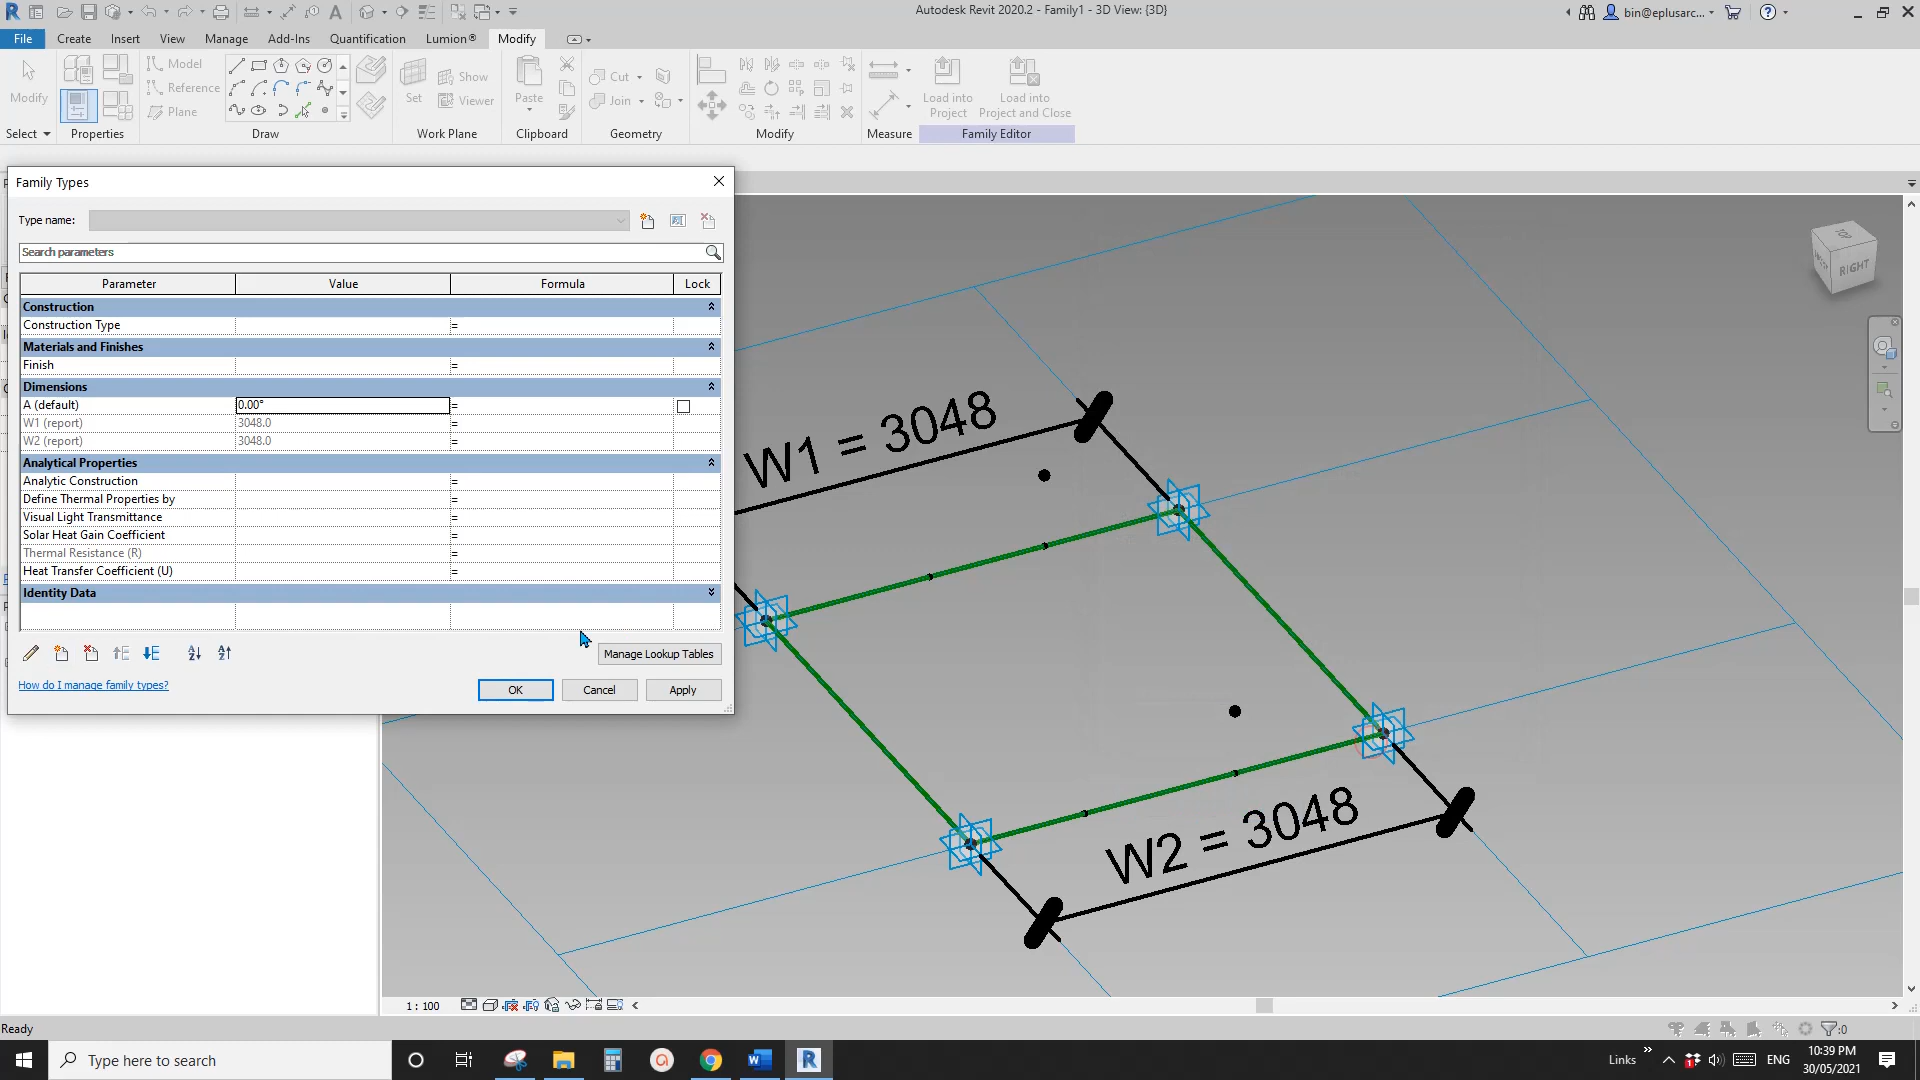 Autodesk Revit 2020.2 - Family1 - 3D View: {3D}
bin@eplusarc...
File Create Insert View Manage Add-Ins Quantification Lumion® Modify
Modify
Model
Reference
Plane
Set
Show
Viewer
Paste
Cut
Join
Load into Project
Load into Project and Close
Select Properties Draw Work Plane Clipboard Geometry Modify Measure Family Editor
Family Types
Type name:
Search parameters
Parameter Value Formula Lock
Construction
Construction Type =
Materials and Finishes
Finish =
Dimensions
A (default) 0.00° =
W1 (report) 3048.0 =
W2 (report) 3048.0 =
Analytical Properties
Analytic Construction =
Define Thermal Properties by =
Visual Light Transmittance =
Solar Heat Gain Coefficient =
Thermal Resistance (R) =
Heat Transfer Coefficient (U) =
Identity Data
Manage Lookup Tables
How do I manage family types?
OK Cancel Apply
W1 = 3048
W2 = 3048
TOP
RIGHT
1 : 100
Ready
:0
Type here to search
Links
ENG
10:39 PM
30/05/2021